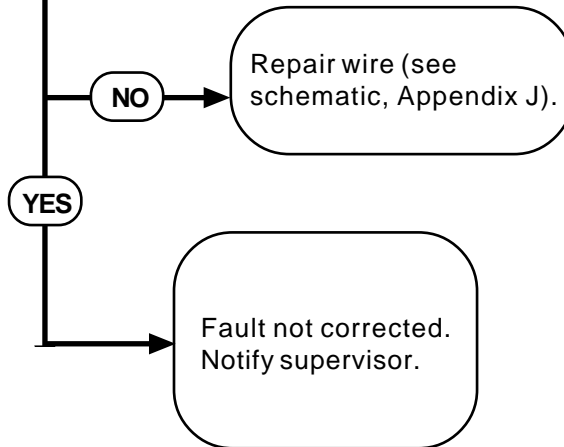 NO
Repair wire (see
schematic, Appendix J).
YES
Fault not corrected.
Notify supervisor.